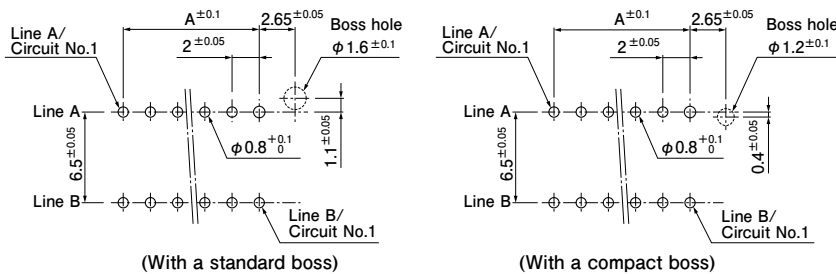 A±0.1
2.65±0.05
Line A/
Circuit No.1
2±0.05
Boss hole
φ1.6±0.1
Line A
6.5±0.05
φ0.8+0.1 0
1.1±0.05
Line B
Line B/
Circuit No.1
(With a standard boss)
A±0.1
2.65±0.05
Line A/
Circuit No.1
2±0.05
Boss hole
φ1.2±0.1
Line A
6.5±0.05
φ0.8+0.1 0
0.4±0.05
Line B
Line B/
Circuit No.1
(With a compact boss)